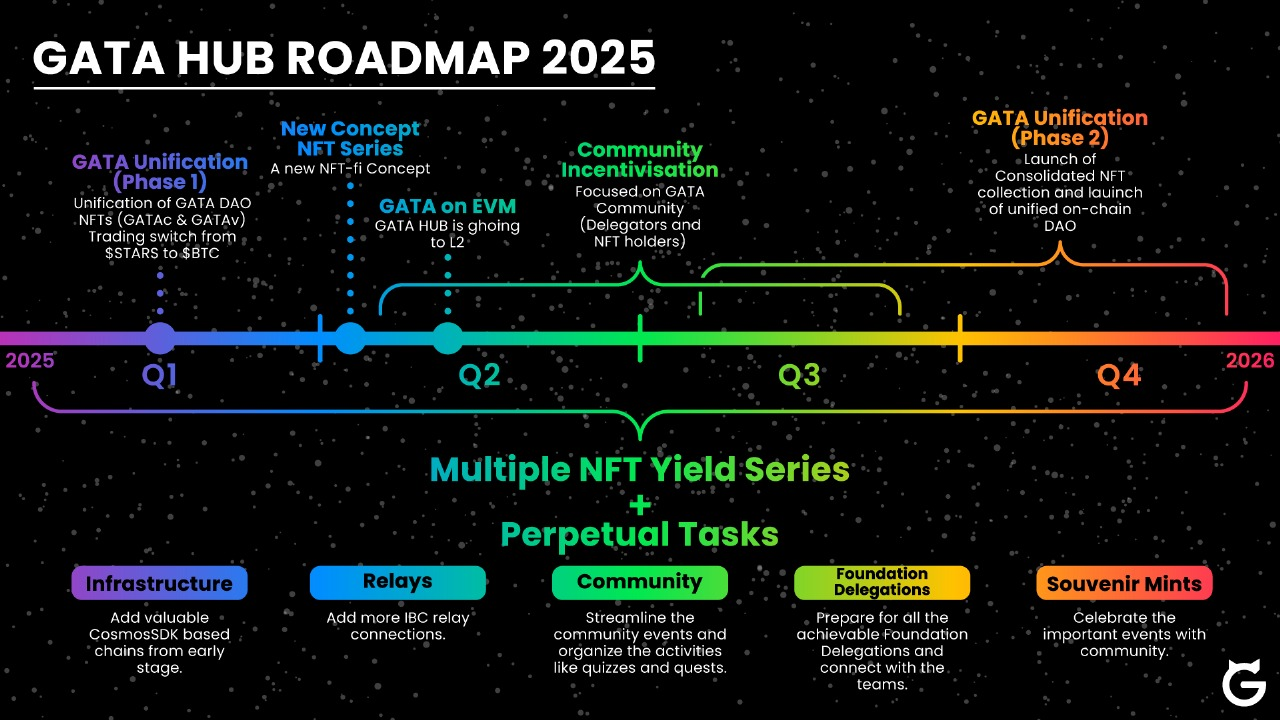 GATA HUB ROADMAP 2025
GATA Unification
(Phase 1)
Unification of GATA DAO
NFTs (GATAc & GATAv)
Trading switch from
$STARS to $BTC
New Concept
NFT Series
A new NFT-fi Concept
GATA on EVM
GATA HUB is ghoing
to L2
Community
Incentivisation
Focused on GATA
Community
(Delegators and
NFT holders)
GATA Unification
(Phase 2)
Launch of
Consolidated NFT
collection and launch
of unified on-chain
DAO
2025
Q1
Q2
Q3
Q4
2026
Multiple NFT Yield Series
+
Perpetual Tasks
Infrastructure
Add valuable
CosmosSDK based
chains from early
stage.
Relays
Add more IBC relay
connections.
Community
Streamline the
community events and
organize the activities
like quizzes and quests.
Foundation
Delegations
Prepare for all the
achievable Foundation
Delegations and
connect with the
teams.
Souvenir Mints
Celebrate the
important events with
community.
G